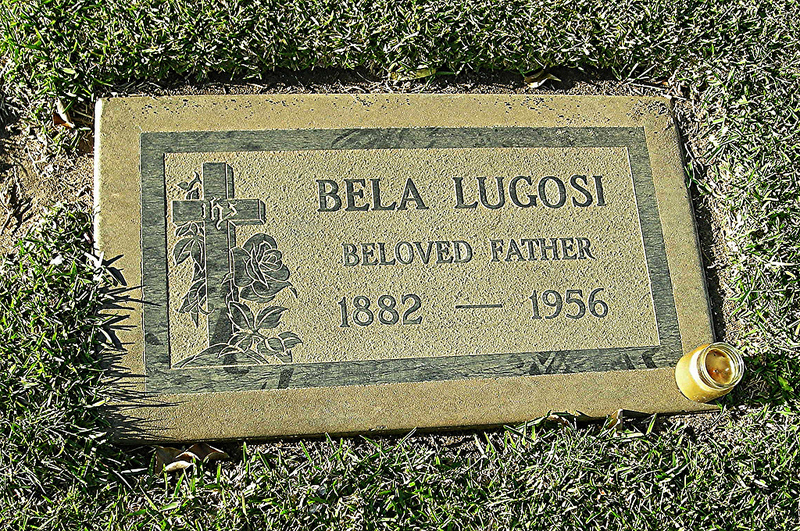 BELA LUGOSI
BELOVED FATHER
1882 — 1956